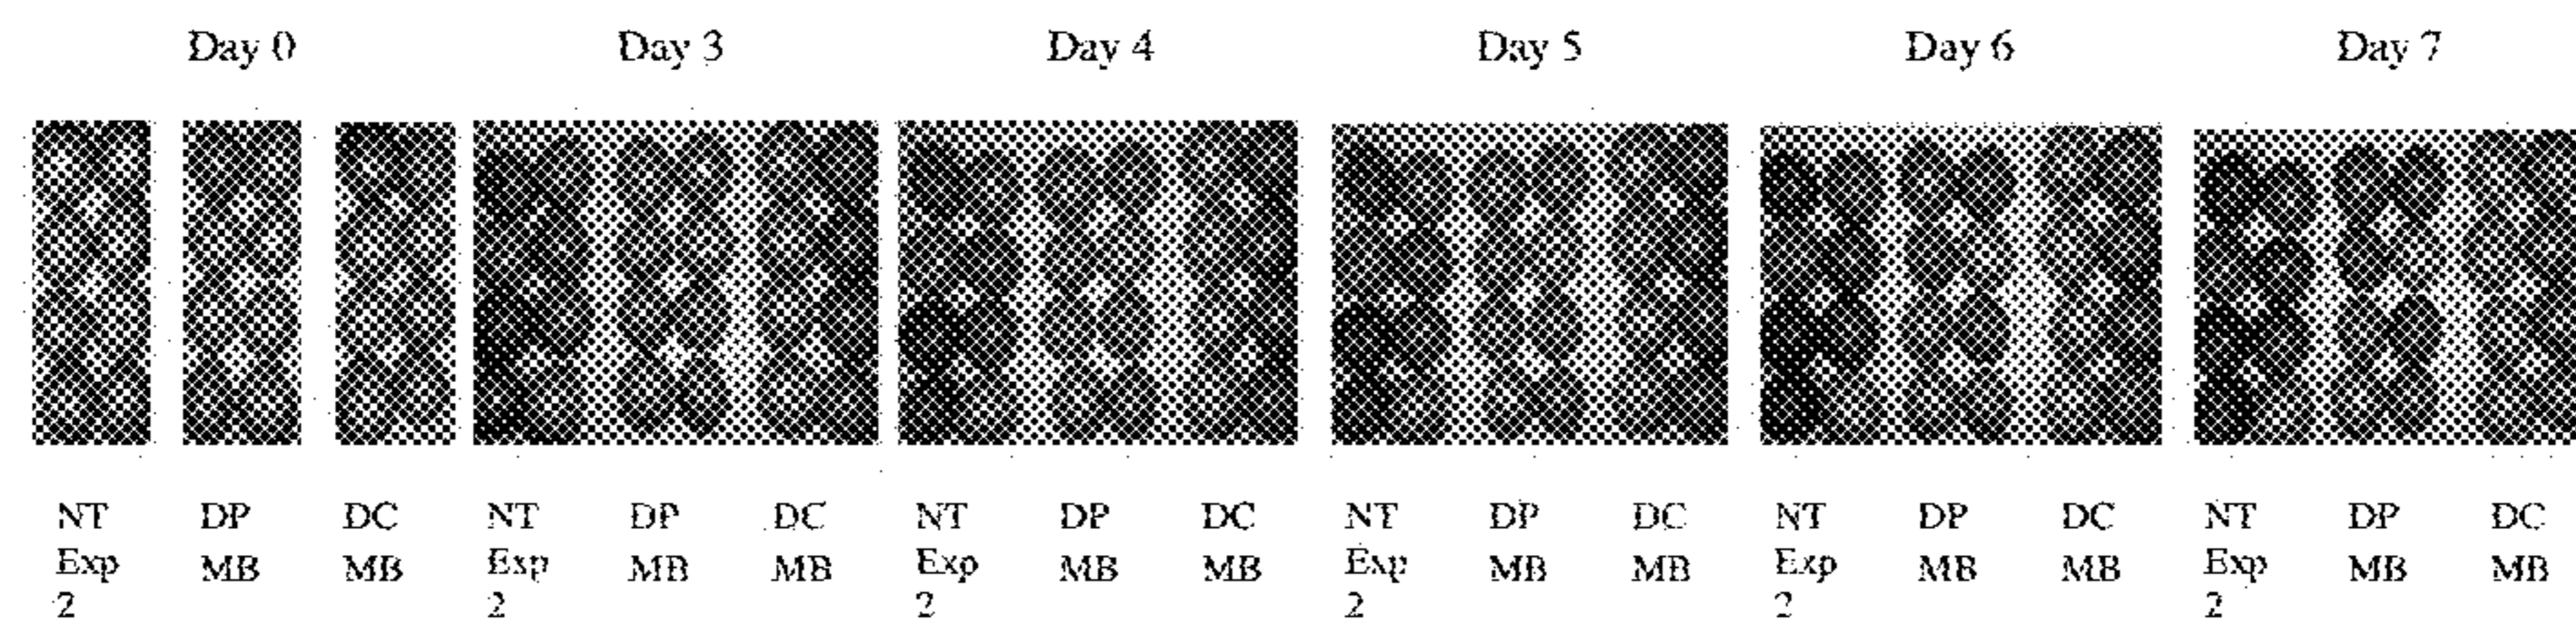 Day 0 Day 3 Day 4 Day 5 Day 6 Day 7
NT DP DC NT DP DC NT DP DC NT DP DC NT DP DC NT DP DC
Exp MB MB Exp MB MB Exp MB MB Exp MB MB Exp MB MB Exp MB MB
2 2 2 2 2 2